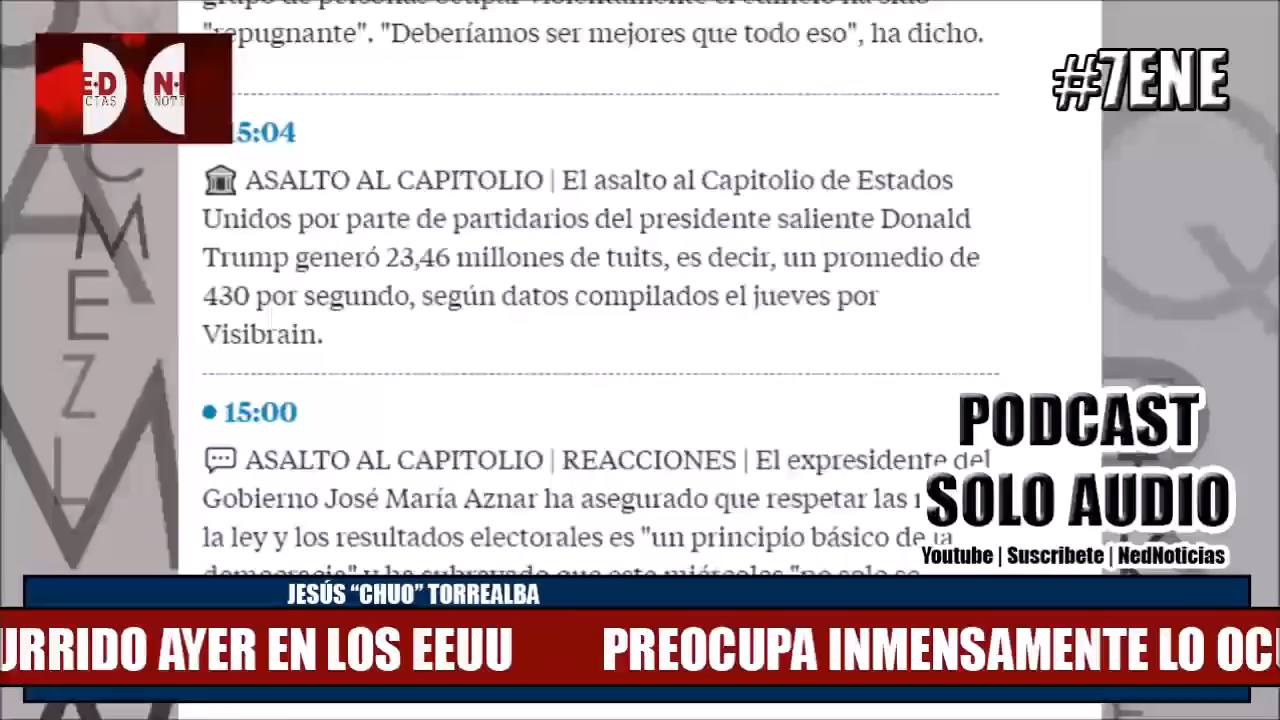 "repugnante". "Deberíamos ser mejores que todo eso", ha dicho.
#7ENE
15:04
ASALTO AL CAPITOLIO | El asalto al Capitolio de Estados
Unidos por parte de partidarios del presidente saliente Donald
Trump generó 23,46 millones de tuits, es decir, un promedio de
430 por segundo, según datos compilados el jueves por
Visibrain.
• 15:00
ASALTO AL CAPITOLIO | REACCIONES | El expresidente del
Gobierno José María Aznar ha asegurado que respetar las
la ley y los resultados electorales es "un principio básico de la
PODCAST
SOLO AUDIO
Youtube | Suscribete | NedNoticias
JESÚS “CHUO” TORREALBA
URRIDO AYER EN LOS EEUU PREOCUPA INMENSAMENTE LO OCU